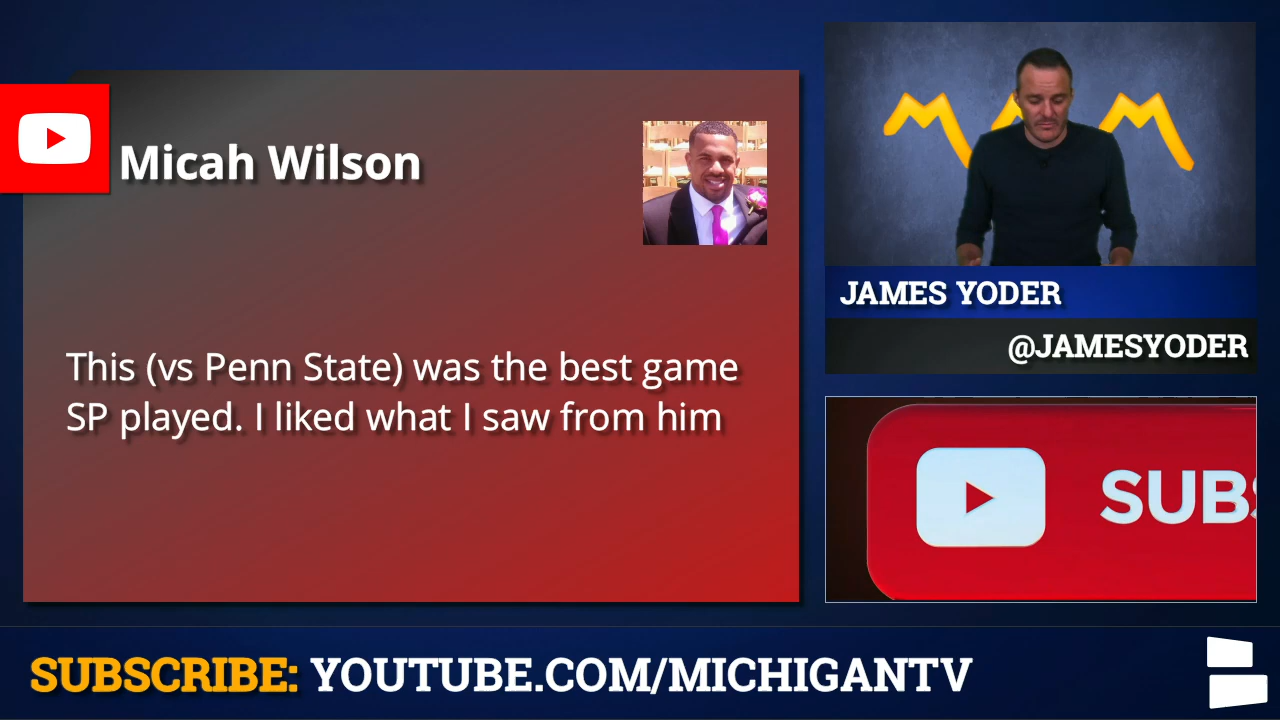 Micah Wilson
This (vs Penn State) was the best game
SP played. I liked what I saw from him
JAMES YODER
@JAMESYODER
SUBS
SUBSCRIBE: YOUTUBE.COM/MICHIGANTV